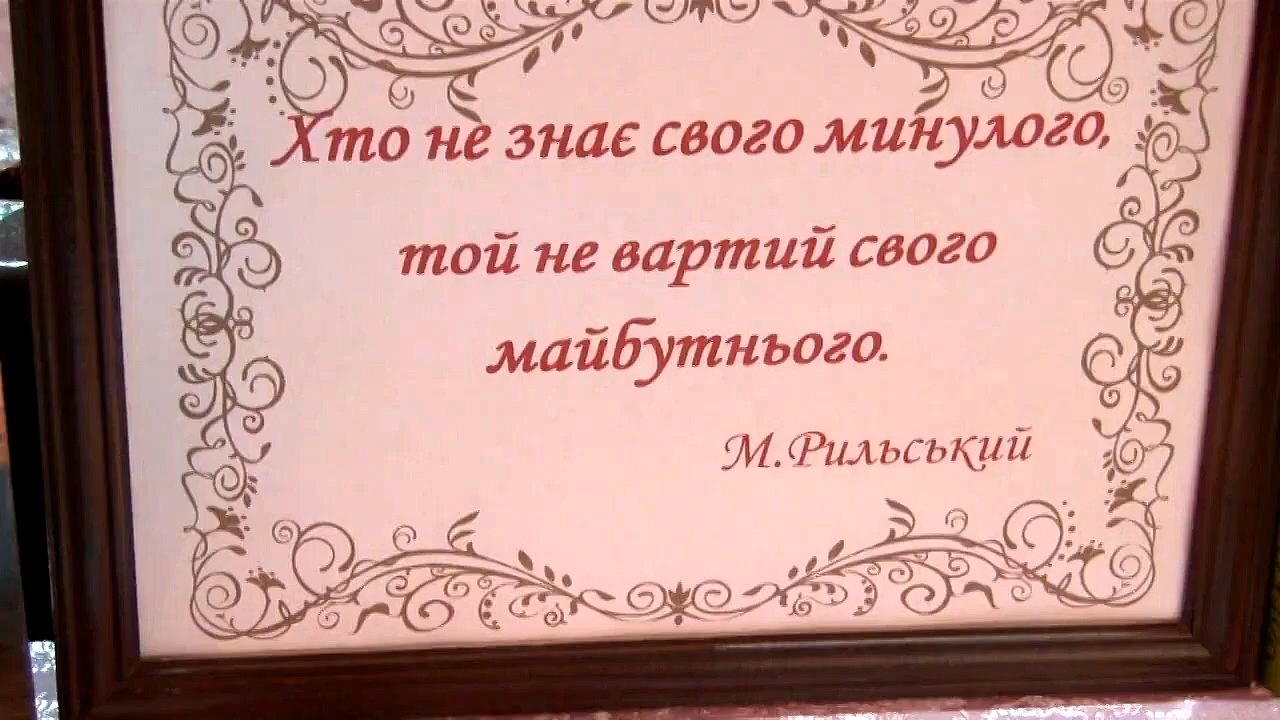 Хто не знає свого минулого,
той не вартий свого
майбутнього.
М.Рильський